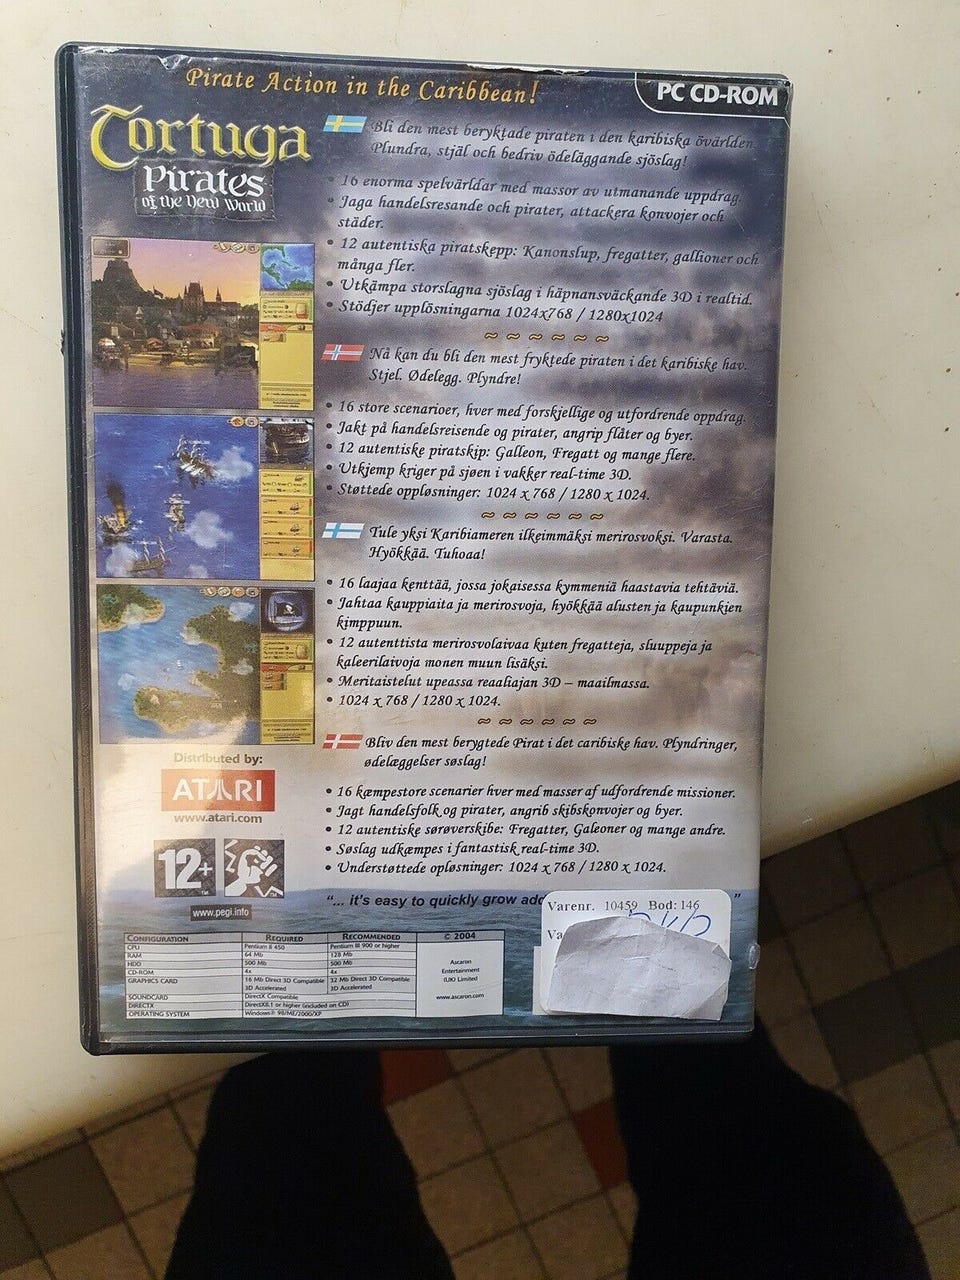 Pirate Action in the Caribbean!
PC CD-ROM
Tortuga
Pirates
of the New World
Bli den mest beryktade piraten i den karibiska övärlden.
Plundra, stjäl och bedriv ödeläggande sjöslag!
• 16 enorma spelvärldar med massor av utmanande uppdrag.
• Jaga handelsresande och pirater, attackera konvojer och
städer.
• 12 autentiska piratskepp: Kanonslup, fregatter, gallioner och
många fler.
• Utkämpa storslagna sjöslag i häpnansväckande 3D i realtid.
• Stödjer upplösningarna 1024x768 / 1280x1024
~ ~ ~ ~ ~ ~
Nå kan du bli den mest fryktede piraten i det karibiske hav.
Stjel. Ødelegg. Plyndre!
• 16 store scenarioer, hver med forskjellige og utfordrende oppdrag.
• Jakt på handelsreisende og pirater, angrip flåter og byer.
• 12 autentiske piratskip: Galleon, Fregatt og mange flere.
• Utkjemp kriger på sjøen i vakker real-time 3D.
• Støttede oppløsninger: 1024 x 768 / 1280 x 1024.
~ ~ ~ ~ ~ ~
Tule yksi Karibiameren ilkeimmäksi merirosvoksi. Varasta.
Hyökkää. Tuhoaa!
• 16 laajaa kenttää, jossa jokaisessa kymmeniä haastavia tehtäviä.
• Jahtaa kauppiaita ja merirosvoja, hyökkää alusten ja kaupunkien
kimppuun.
• 12 autenttista merirosvolaivaa kuten fregatteja, sluuppeja ja
kaleerilaivoja monen muun lisäksi.
• Meritaistelut upeassa reaaliajan 3D – maailmassa.
• 1024 x 768 / 1280 x 1024.
~ ~ ~ ~ ~ ~
Bliv den mest berygtede Pirat i det caribiske hav. Plyndringer,
ødelæggelser søslag!
• 16 kæmpestore scenarier hver med masser af udfordrende missioner.
• Jagt handelsfolk og pirater, angrib skibskonvojer og byer.
• 12 autentiske sørøverskibe: Fregatter, Galeoner og mange andre.
• Søslag udkæmpes i fantastisk real-time 3D.
• Understøttede opløsninger: 1024 x 768 / 1280 x 1024.
Distributed by:
ATARI
www.atari.com
12+
www.pegi.info
"... it's easy to quickly grow add
"
Varenr. 10459 Bod: 146
Va
CONFIGURATION REQUIRED RECOMMENDED
CPU Pentium II 450 Pentium III 900 or higher
RAM 64 Mb 128 Mb
HDD 500 Mb 500 Mb
CD-ROM 4x 4x
GRAPHICS CARD 16 Mb Direct 3D Compatible 32 Mb Direct 3D Compatible
3D Accelerated 3D Accelerated
SOUNDCARD DirectX Compatible
DIRECTX DirectX8.1 or higher (included on CD)
OPERATING SYSTEM Windows® 98/ME/2000/XP
© 2004
Ascaron
Entertainment
(UK) Limited
www.ascaron.com